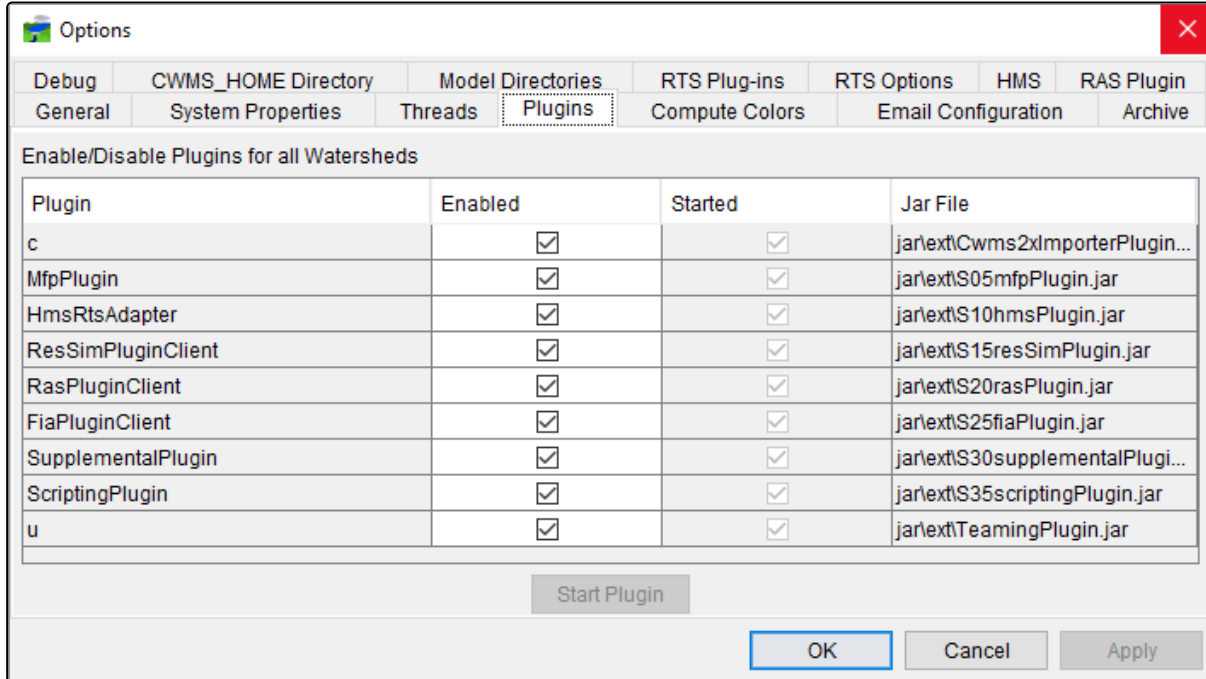 Options
Debug CWMS_HOME Directory Model Directories RTS Plug-ins RTS Options HMS RAS Plugin
General System Properties Threads Plugins Compute Colors Email Configuration Archive
Enable/Disable Plugins for all Watersheds
Plugin Enabled Started Jar File
c jar\ext\Cwms2xImporterPlugin...
MfpPlugin jar\ext\S05mfpPlugin.jar
HmsRtsAdapter jar\ext\S10hmsPlugin.jar
ResSimPluginClient jar\ext\S15resSimPlugin.jar
RasPluginClient jar\ext\S20rasPlugin.jar
FiaPluginClient jar\ext\S25fiaPlugin.jar
SupplementalPlugin jar\ext\S30supplementalPlugi...
ScriptingPlugin jar\ext\S35scriptingPlugin.jar
u jar\ext\TeamingPlugin.jar
Start Plugin
OK Cancel Apply